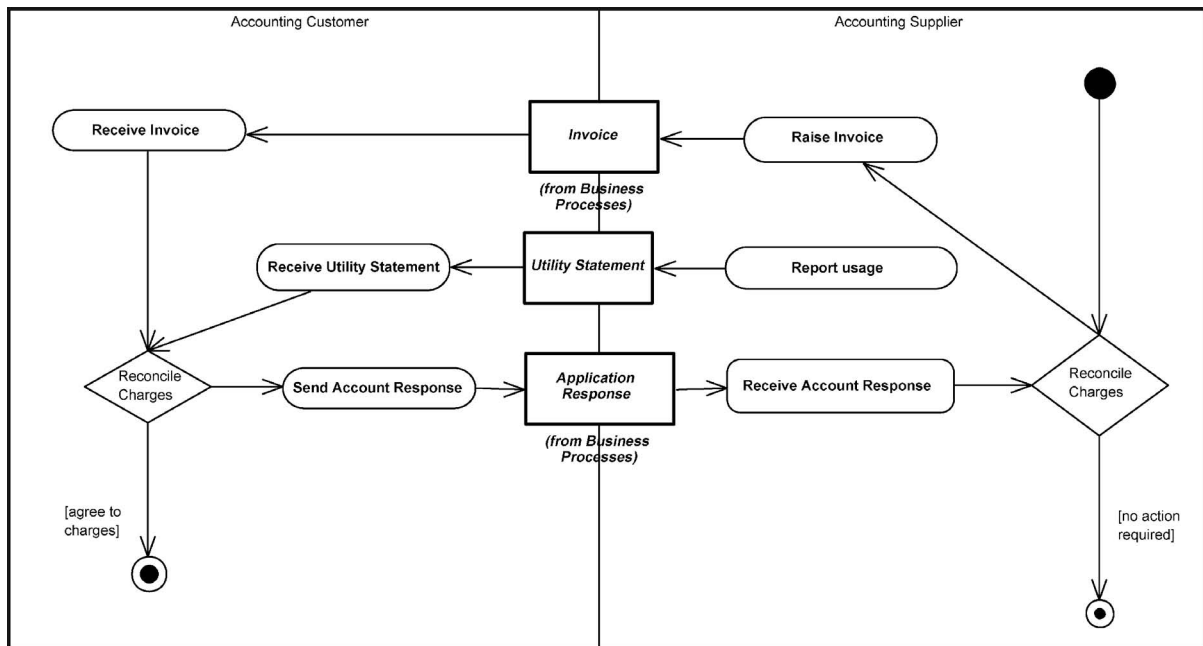 Accounting Customer
Accounting Supplier
Receive Invoice
Invoice
Raise Invoice
(from Business
Processes)
Receive Utility Statement
Utility Statement
Report usage
Reconcile
Charges
Send Account Response
Application
Response
Receive Account Response
Reconcile
Charges
(from Business
Processes)
[agree to
charges]
[no action
required]